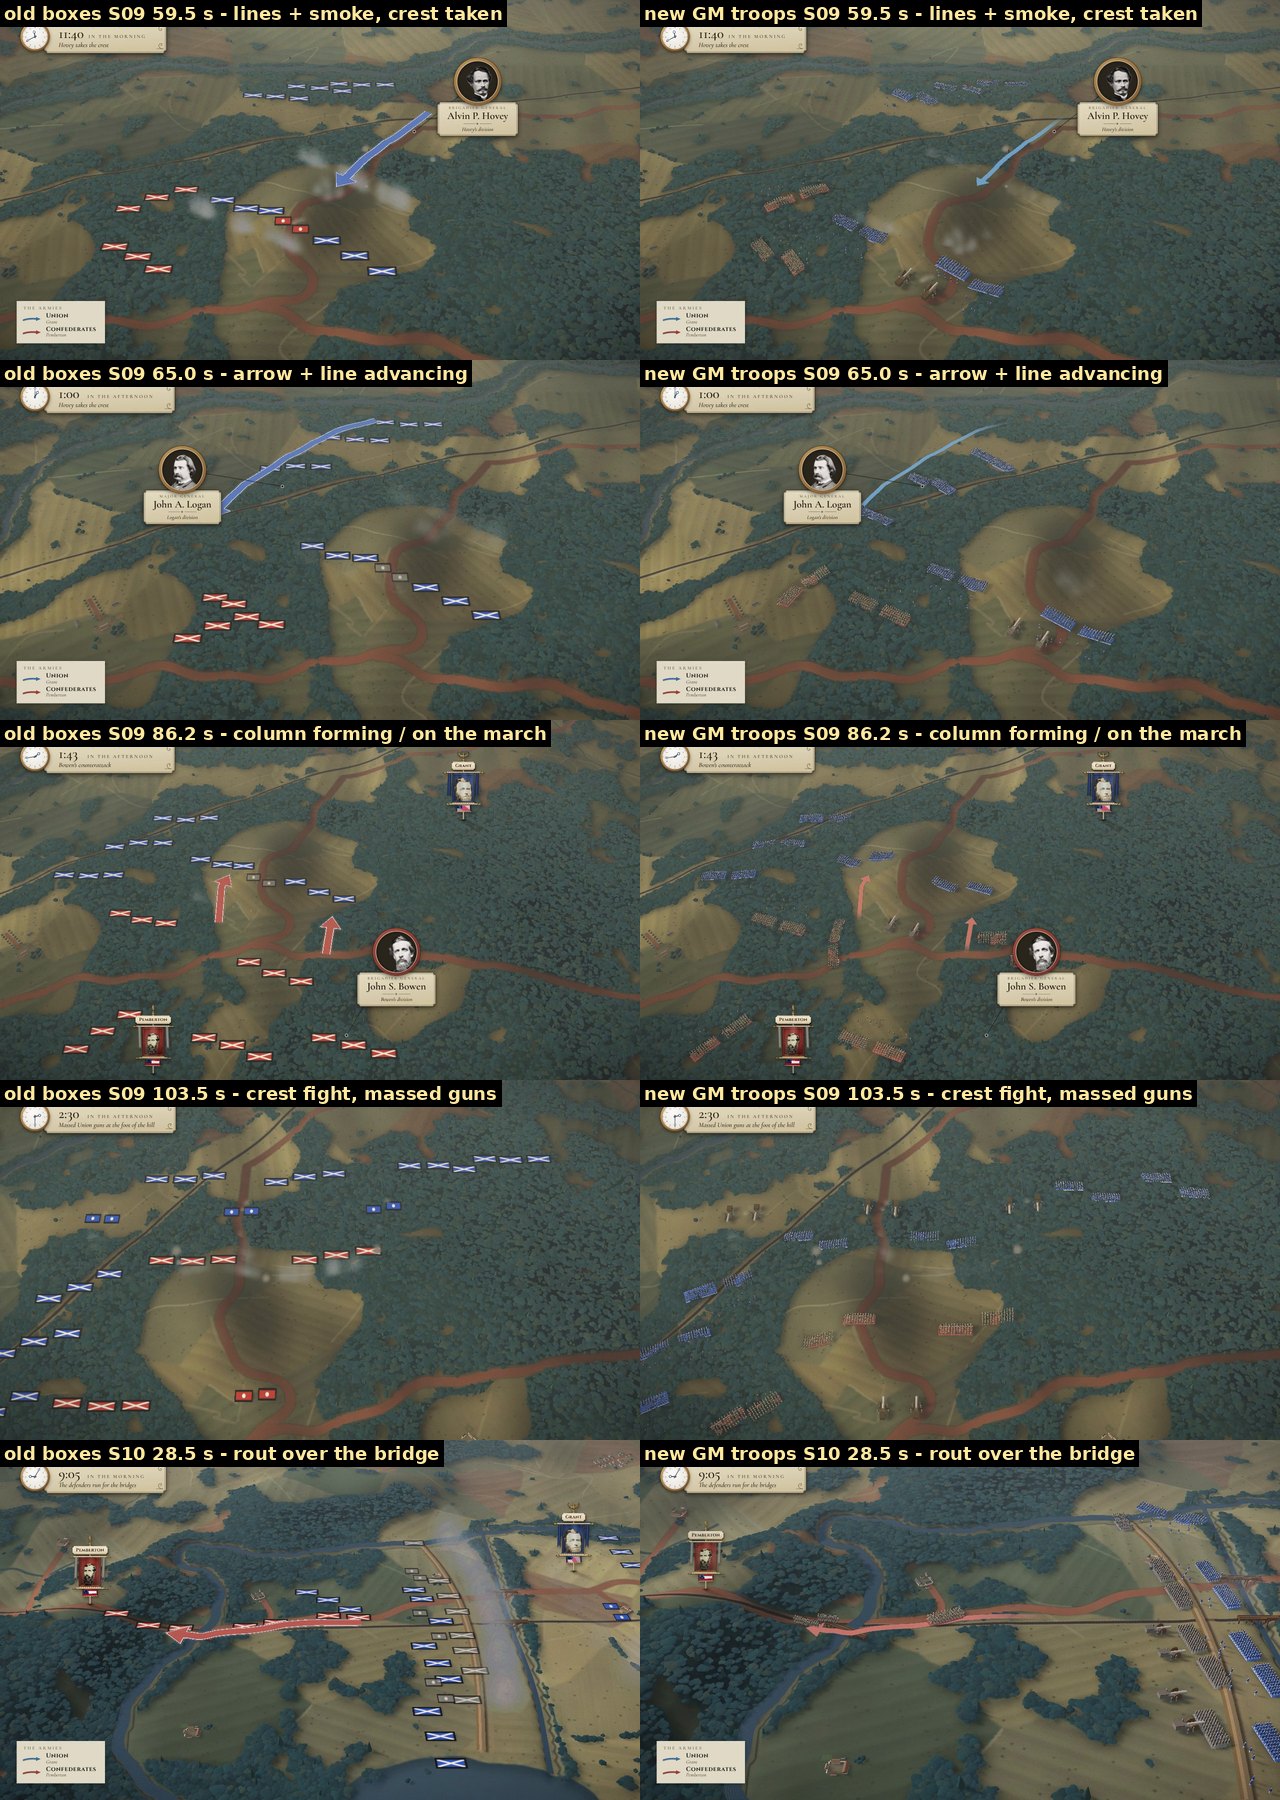 old boxes S09 59.5 s - lines + smoke, crest taken
new GM troops S09 59.5 s - lines + smoke, crest taken
11:40 IN THE MORNING
Hovey takes the crest
BRIGADIER GENERAL
Alvin P. Hovey
Hovey's division
THE ARMIES
UNION
Grant
CONFEDERATES
Pemberton
11:40 IN THE MORNING
Hovey takes the crest
BRIGADIER GENERAL
Alvin P. Hovey
Hovey's division
THE ARMIES
UNION
Grant
CONFEDERATES
Pemberton
old boxes S09 65.0 s - arrow + line advancing
new GM troops S09 65.0 s - arrow + line advancing
1:00 IN THE AFTERNOON
Hovey takes the crest
MAJOR GENERAL
John A. Logan
Logan's division
THE ARMIES
UNION
Grant
CONFEDERATES
Pemberton
1:00 IN THE AFTERNOON
Hovey takes the crest
MAJOR GENERAL
John A. Logan
Logan's division
THE ARMIES
UNION
Grant
CONFEDERATES
Pemberton
old boxes S09 86.2 s - column forming / on the march
new GM troops S09 86.2 s - column forming / on the march
1:43 IN THE AFTERNOON
Bowen's counterattack
GRANT
BRIGADIER GENERAL
John S. Bowen
Bowen's division
PEMBERTON
1:43 IN THE AFTERNOON
Bowen's counterattack
GRANT
BRIGADIER GENERAL
John S. Bowen
Bowen's division
PEMBERTON
old boxes S09 103.5 s - crest fight, massed guns
new GM troops S09 103.5 s - crest fight, massed guns
2:30 IN THE AFTERNOON
Massed Union guns at the foot of the hill
2:30 IN THE AFTERNOON
Massed Union guns at the foot of the hill
old boxes S10 28.5 s - rout over the bridge
new GM troops S10 28.5 s - rout over the bridge
9:05 IN THE MORNING
The defenders run for the bridges
GRANT
PEMBERTON
THE ARMIES
UNION
Grant
CONFEDERATES
Pemberton
9:05 IN THE MORNING
The defenders run for the bridges
PEMBERTON
THE ARMIES
UNION
Grant
CONFEDERATES
Pemberton